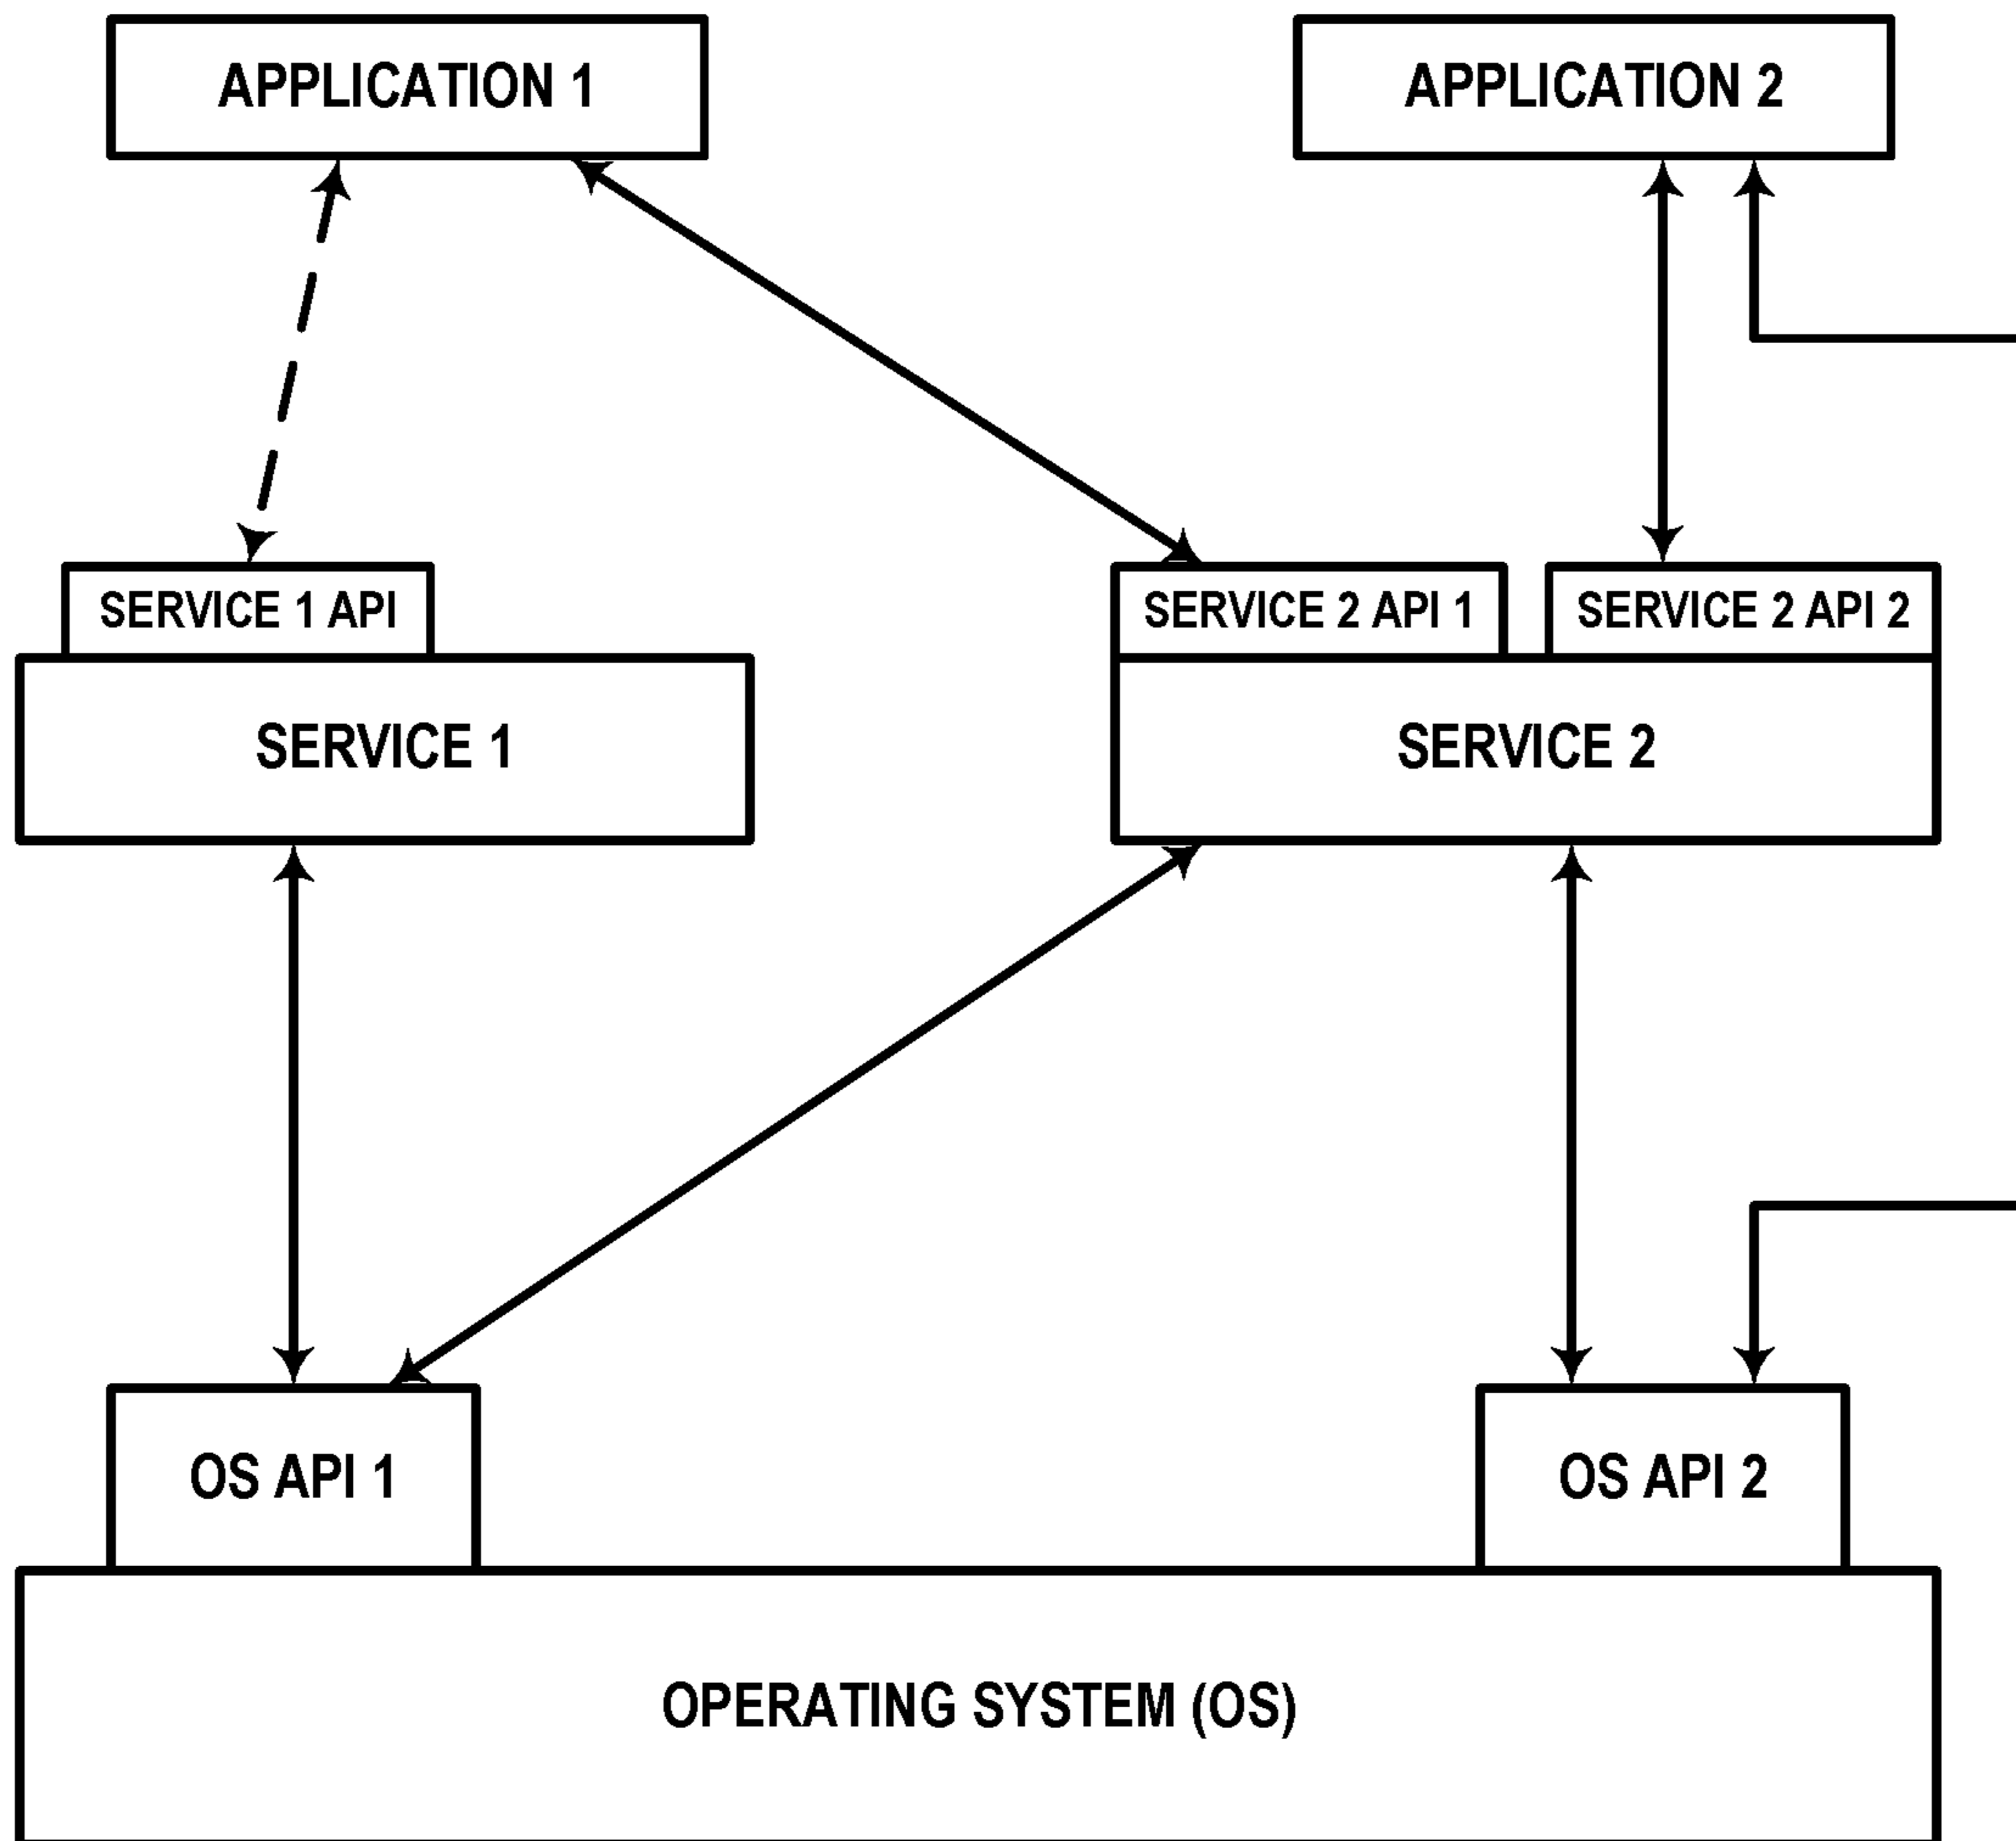 APPLICATION 1
APPLICATION 2
SERVICE 1 API
SERVICE 2 API 1
SERVICE 2 API 2
SERVICE 1
SERVICE 2
OS API 1
OS API 2
OPERATING SYSTEM (OS)